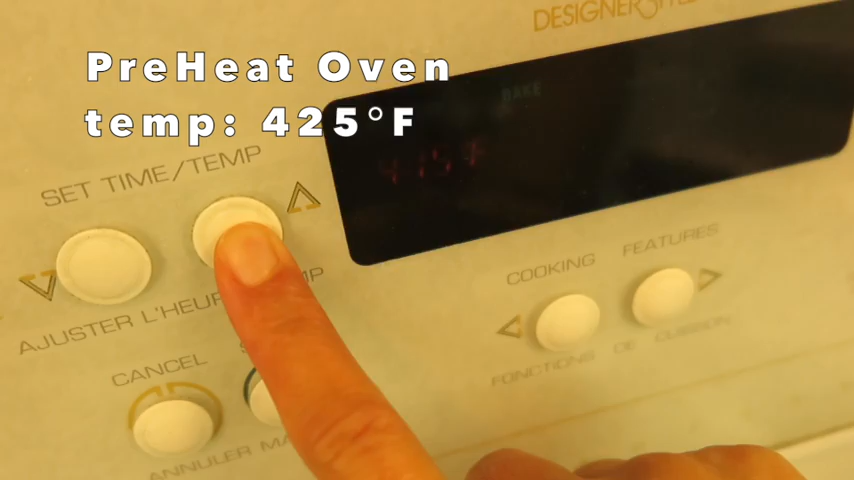 DESIGNER
PreHeat Oven
temp: 425°F
BAKE
SET TIME/TEMP
COOKING FEATURES
AJUSTER L'HEUR
CANCEL
FONCTIONS DE CUISSON
ANNULER